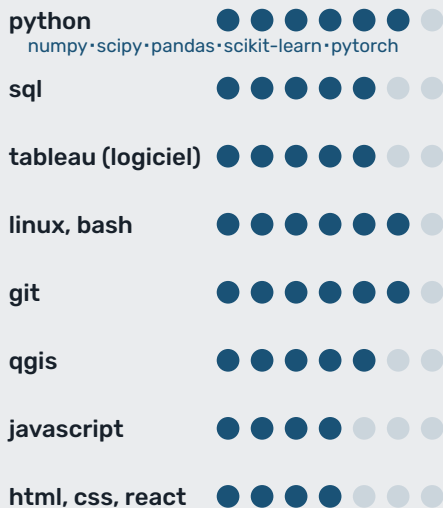 python
numpy·scipy·pandas·scikit-learn·pytorch
sql
tableau (logiciel)
linux, bash
git
qgis
javascript
html, css, react